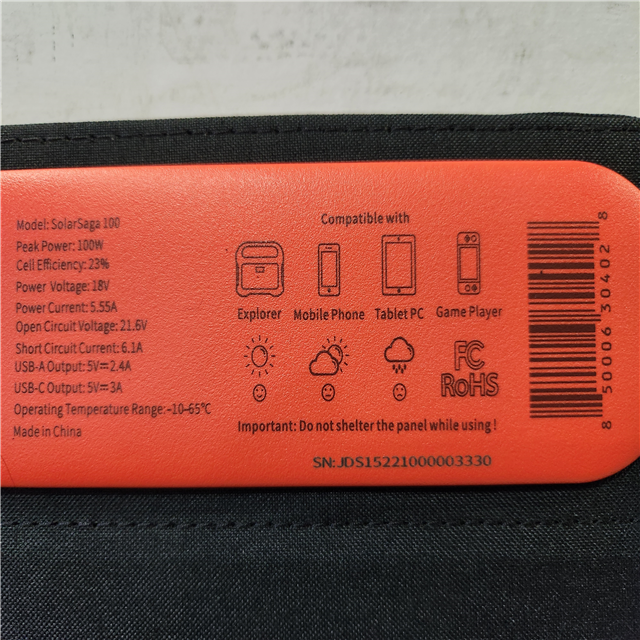 Model: SolarSaga 100
Peak Power: 100W
Cell Efficiency: 23%
Power Voltage: 18V
Power Current: 5.55A
Open Circuit Voltage: 21.6V
Short Circuit Current: 6.1A
USB-A Output: 5V⎓2.4A
USB-C Output: 5V⎓3A
Operating Temperature Range: -10~65℃
Made in China
Compatible with
Explorer Mobile Phone Tablet PC Game Player
FC
RoHS
Important: Do not shelter the panel while using !
SN:JDS15221000003330
8 50006 30402 8